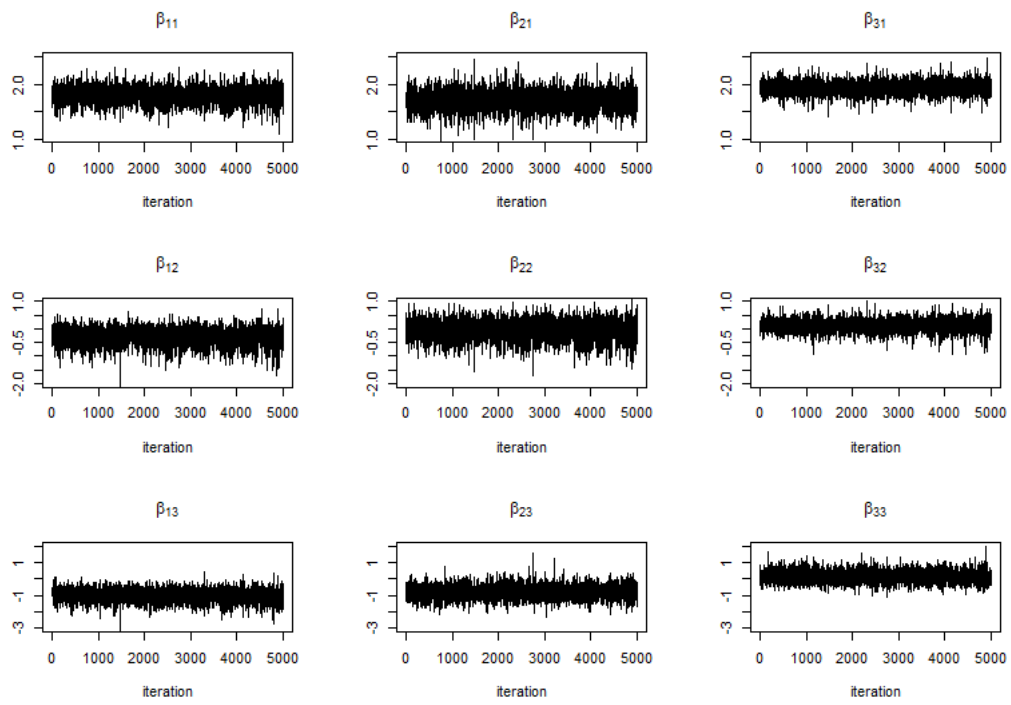 β11 β21 β31
1.0 2.0 1.0 2.0 1.0 2.0
0 1000 2000 3000 4000 5000 0 1000 2000 3000 4000 5000 0 1000 2000 3000 4000 5000
iteration iteration iteration
β12 β22 β32
-2.0 -0.5 1.0 -2.0 -0.5 1.0 -2.0 -0.5 1.0
0 1000 2000 3000 4000 5000 0 1000 2000 3000 4000 5000 0 1000 2000 3000 4000 5000
iteration iteration iteration
β13 β23 β33
-3 -1 1 -3 -1 1 -3 -1 1
0 1000 2000 3000 4000 5000 0 1000 2000 3000 4000 5000 0 1000 2000 3000 4000 5000
iteration iteration iteration